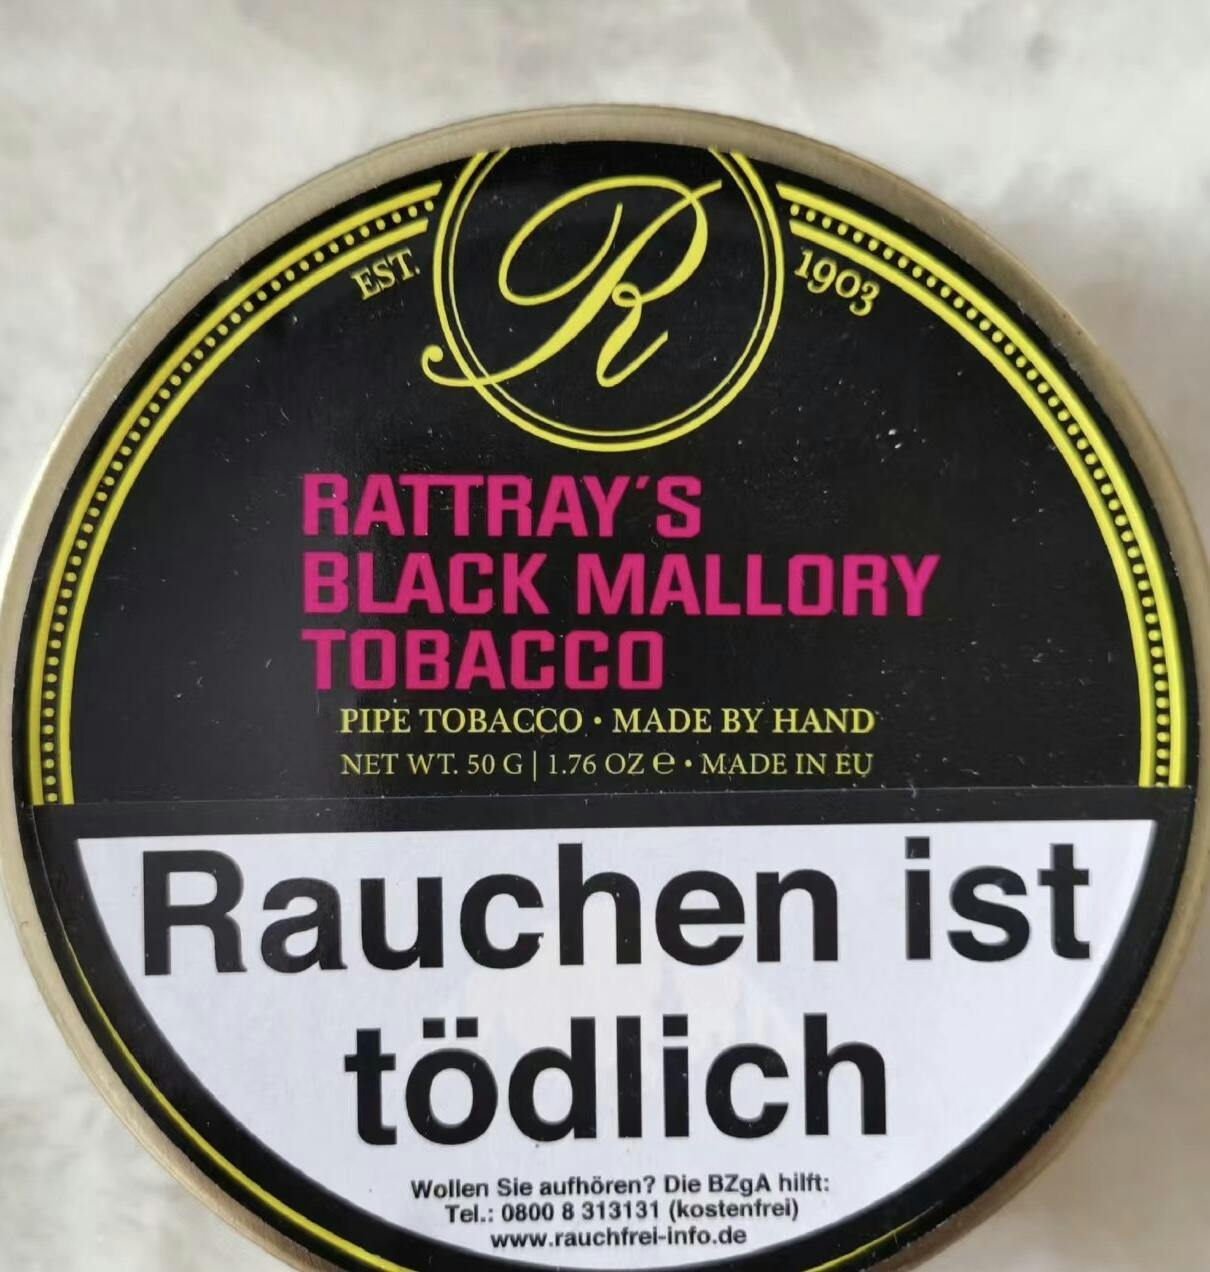 R
EST. 1903
RATTRAY'S
BLACK MALLORY
TOBACCO
PIPE TOBACCO • MADE BY HAND
NET WT. 50 G | 1.76 OZ ℮ • MADE IN EU
Rauchen ist
tödlich
Wollen Sie aufhören? Die BZgA hilft:
Tel.: 0800 8 313131 (kostenfrei)
www.rauchfrei-info.de